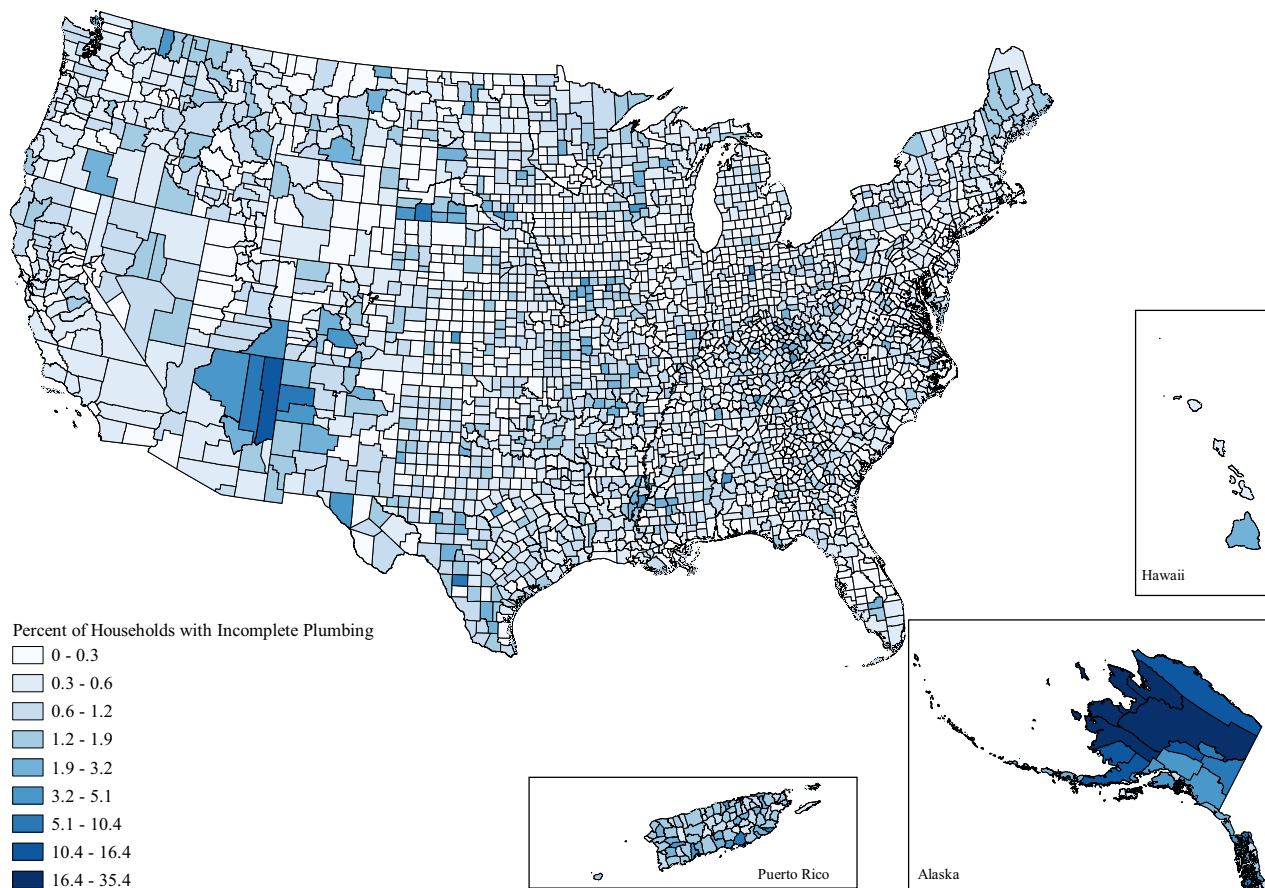 Hawaii
Percent of Households with Incomplete Plumbing
0 - 0.3
0.3 - 0.6
0.6 - 1.2
1.2 - 1.9
1.9 - 3.2
3.2 - 5.1
5.1 - 10.4
10.4 - 16.4
16.4 - 35.4
Puerto Rico
Alaska